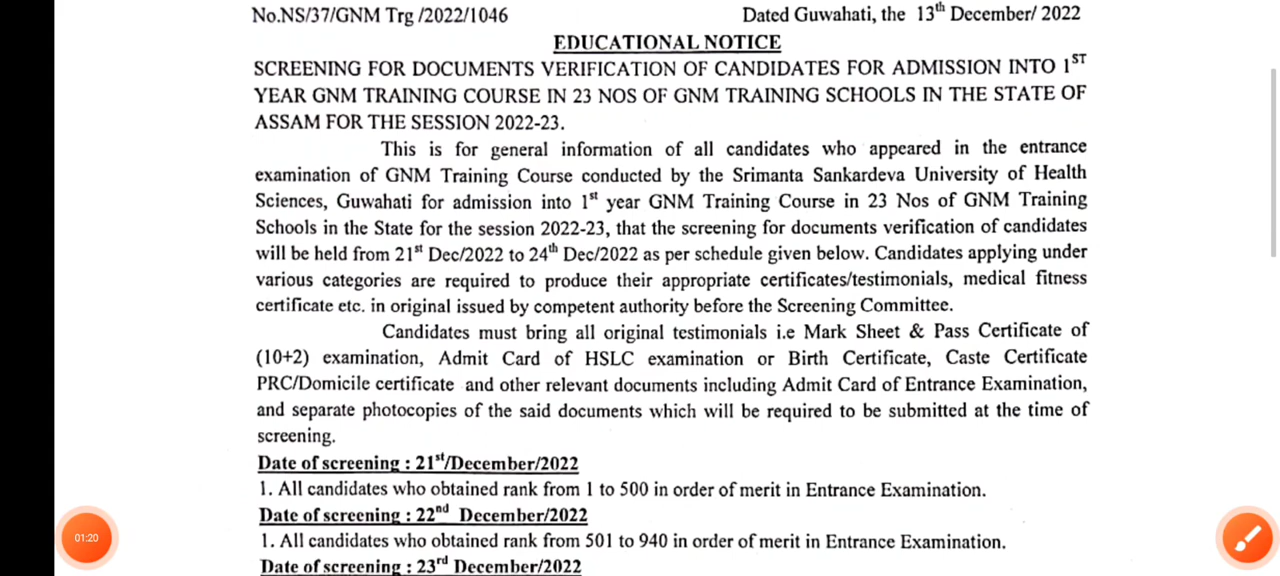 No.NS/37/GNM Trg /2022/1046 Dated Guwahati, the 13th December/ 2022
EDUCATIONAL NOTICE
SCREENING FOR DOCUMENTS VERIFICATION OF CANDIDATES FOR ADMISSION INTO 1ST
YEAR GNM TRAINING COURSE IN 23 NOS OF GNM TRAINING SCHOOLS IN THE STATE OF
ASSAM FOR THE SESSION 2022-23.
This is for general information of all candidates who appeared in the entrance
examination of GNM Training Course conducted by the Srimanta Sankardeva University of Health
Sciences, Guwahati for admission into 1st year GNM Training Course in 23 Nos of GNM Training
Schools in the State for the session 2022-23, that the screening for documents verification of candidates
will be held from 21st Dec/2022 to 24th Dec/2022 as per schedule given below. Candidates applying under
various categories are required to produce their appropriate certificates/testimonials, medical fitness
certificate etc. in original issued by competent authority before the Screening Committee.
Candidates must bring all original testimonials i.e Mark Sheet & Pass Certificate of
(10+2) examination, Admit Card of HSLC examination or Birth Certificate, Caste Certificate
PRC/Domicile certificate and other relevant documents including Admit Card of Entrance Examination,
and separate photocopies of the said documents which will be required to be submitted at the time of
screening.
Date of screening : 21st/December/2022
1. All candidates who obtained rank from 1 to 500 in order of merit in Entrance Examination.
Date of screening : 22nd December/2022
1. All candidates who obtained rank from 501 to 940 in order of merit in Entrance Examination.
Date of screening : 23rd December/2022
01:20